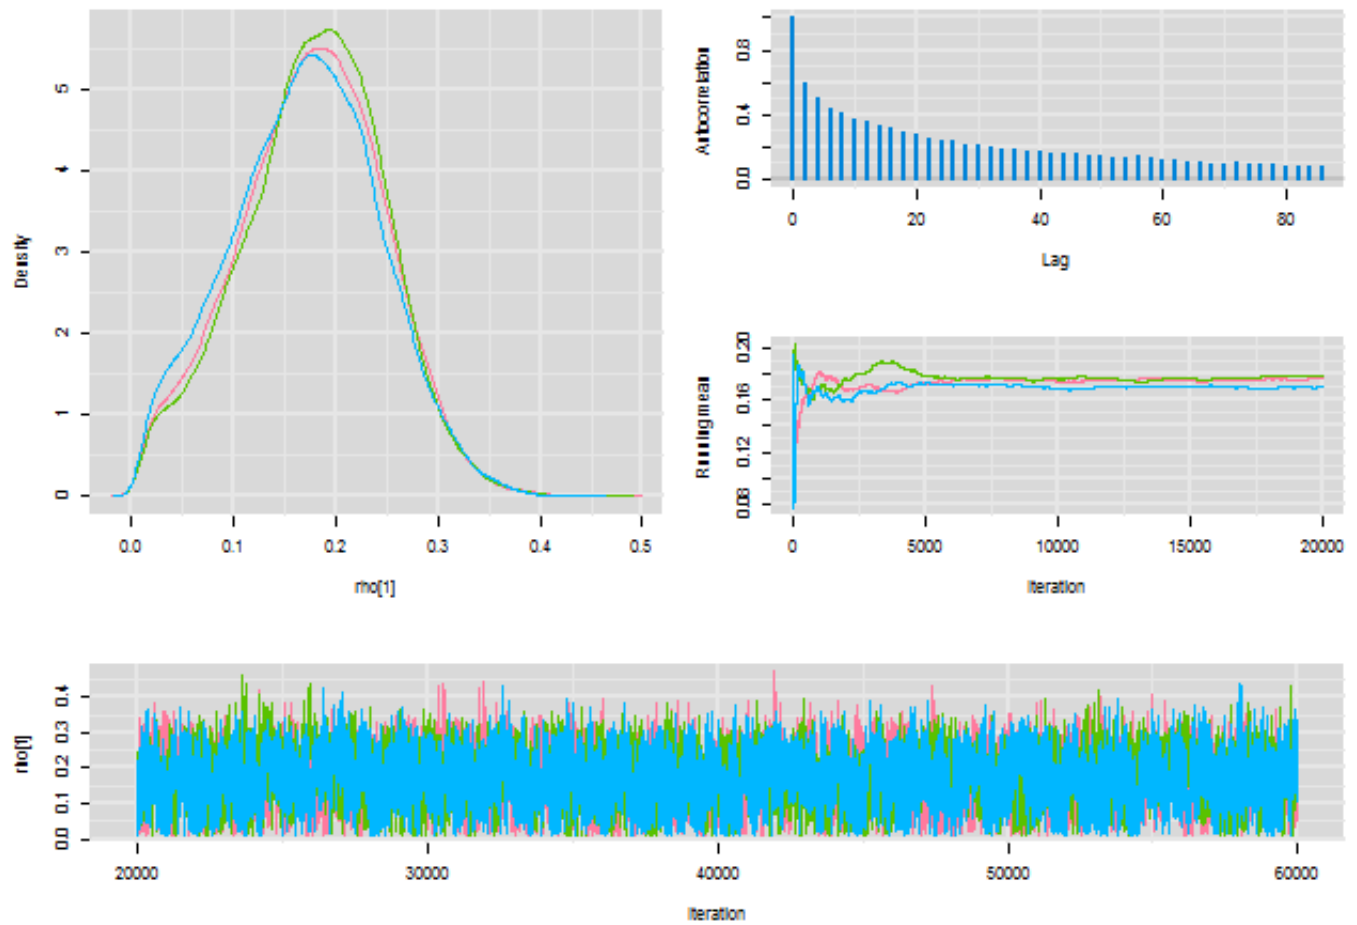 Density
0 1 2 3 4 5
0.0 0.1 0.2 0.3 0.4 0.5
rho[1]
Autocorrelation
0.0 0.4 0.8
0 20 40 60 80
Lag
Running mean
0.08 0.12 0.16 0.20
0 5000 10000 15000 20000
Iteration
rho[1]
0.0 0.1 0.2 0.3 0.4
20000 30000 40000 50000 60000
Iteration